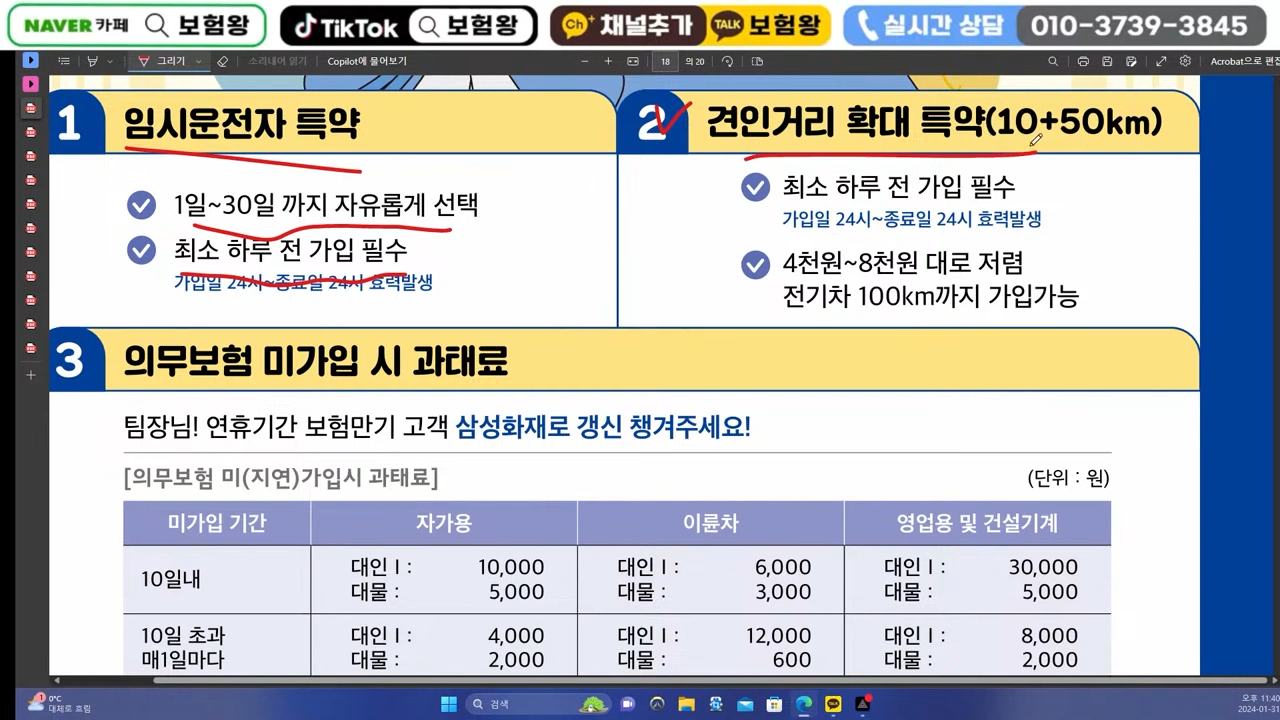 NAVER 카페 보험왕 TikTok 보험왕 Ch+ 채널추가 TALK 보험왕 실시간 상담 010-3739-3845
그리기 소리내어 읽기 Copilot에 물어보기 18 의 20 Acrobat으로 편집
1 임시운전자 특약
1일~30일 까지 자유롭게 선택
최소 하루 전 가입 필수
가입일 24시~종료일 24시 효력발생
2 견인거리 확대 특약(10+50km)
최소 하루 전 가입 필수
가입일 24시~종료일 24시 효력발생
4천원~8천원 대로 저렴
전기차 100km까지 가입가능
3 의무보험 미가입 시 과태료
팀장님! 연휴기간 보험만기 고객 삼성화재로 갱신 챙겨주세요!
[의무보험 미(지연)가입시 과태료] (단위 : 원)
미가입 기간 자가용 이륜차 영업용 및 건설기계
10일내
대인 I : 10,000 대인 I : 6,000 대인 I : 30,000
대물 : 5,000 대물 : 3,000 대물 : 5,000
10일 초과 대인 I : 4,000 대인 I : 12,000 대인 I : 8,000
매1일마다 대물 : 2,000 대물 : 600 대물 : 2,000
0°C
대체로 흐림
검색
오후 11:40
2024-01-31